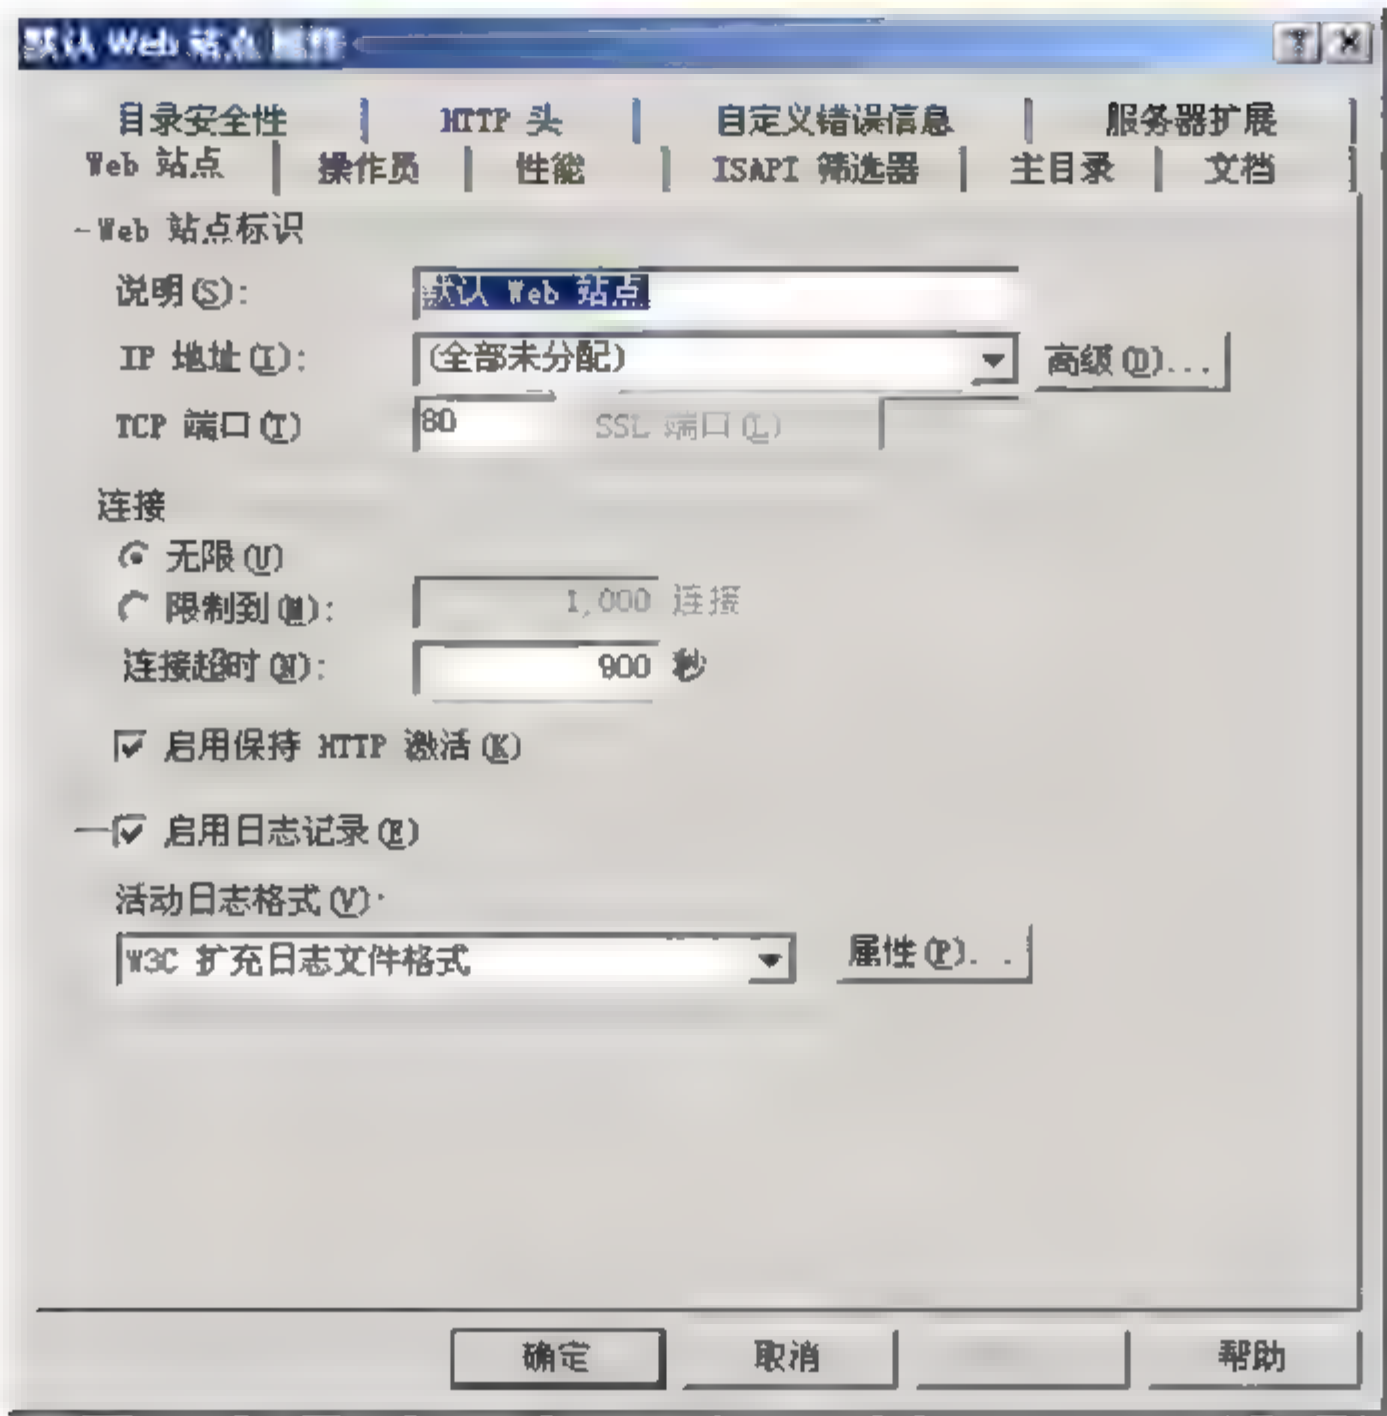 默认 Web 站点 属性
目录安全性 HTTP 头 自定义错误信息 服务器扩展
Web 站点 操作员 性能 ISAPI 筛选器 主目录 文档
Web 站点标识
说明(S): 默认 Web 站点
IP 地址(I): (全部未分配) 高级(D)...
TCP 端口(T) 80 SSL 端口(L)
连接
无限(U)
限制到(M): 1,000 连接
连接超时(N): 900 秒
启用保持 HTTP 激活(K)
启用日志记录(E)
活动日志格式(V):
W3C 扩充日志文件格式 属性(P)...
确定 取消 帮助